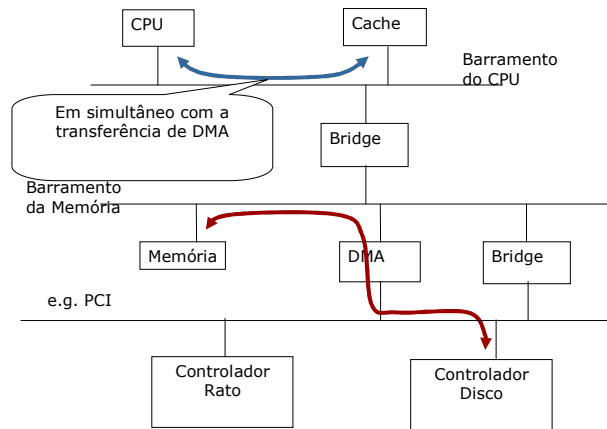 CPU
Cache
Barramento
do CPU
Em simultâneo com a
transferência de DMA
Bridge
Barramento
da Memória
Memória
DMA
Bridge
e.g. PCI
Controlador
Rato
Controlador
Disco